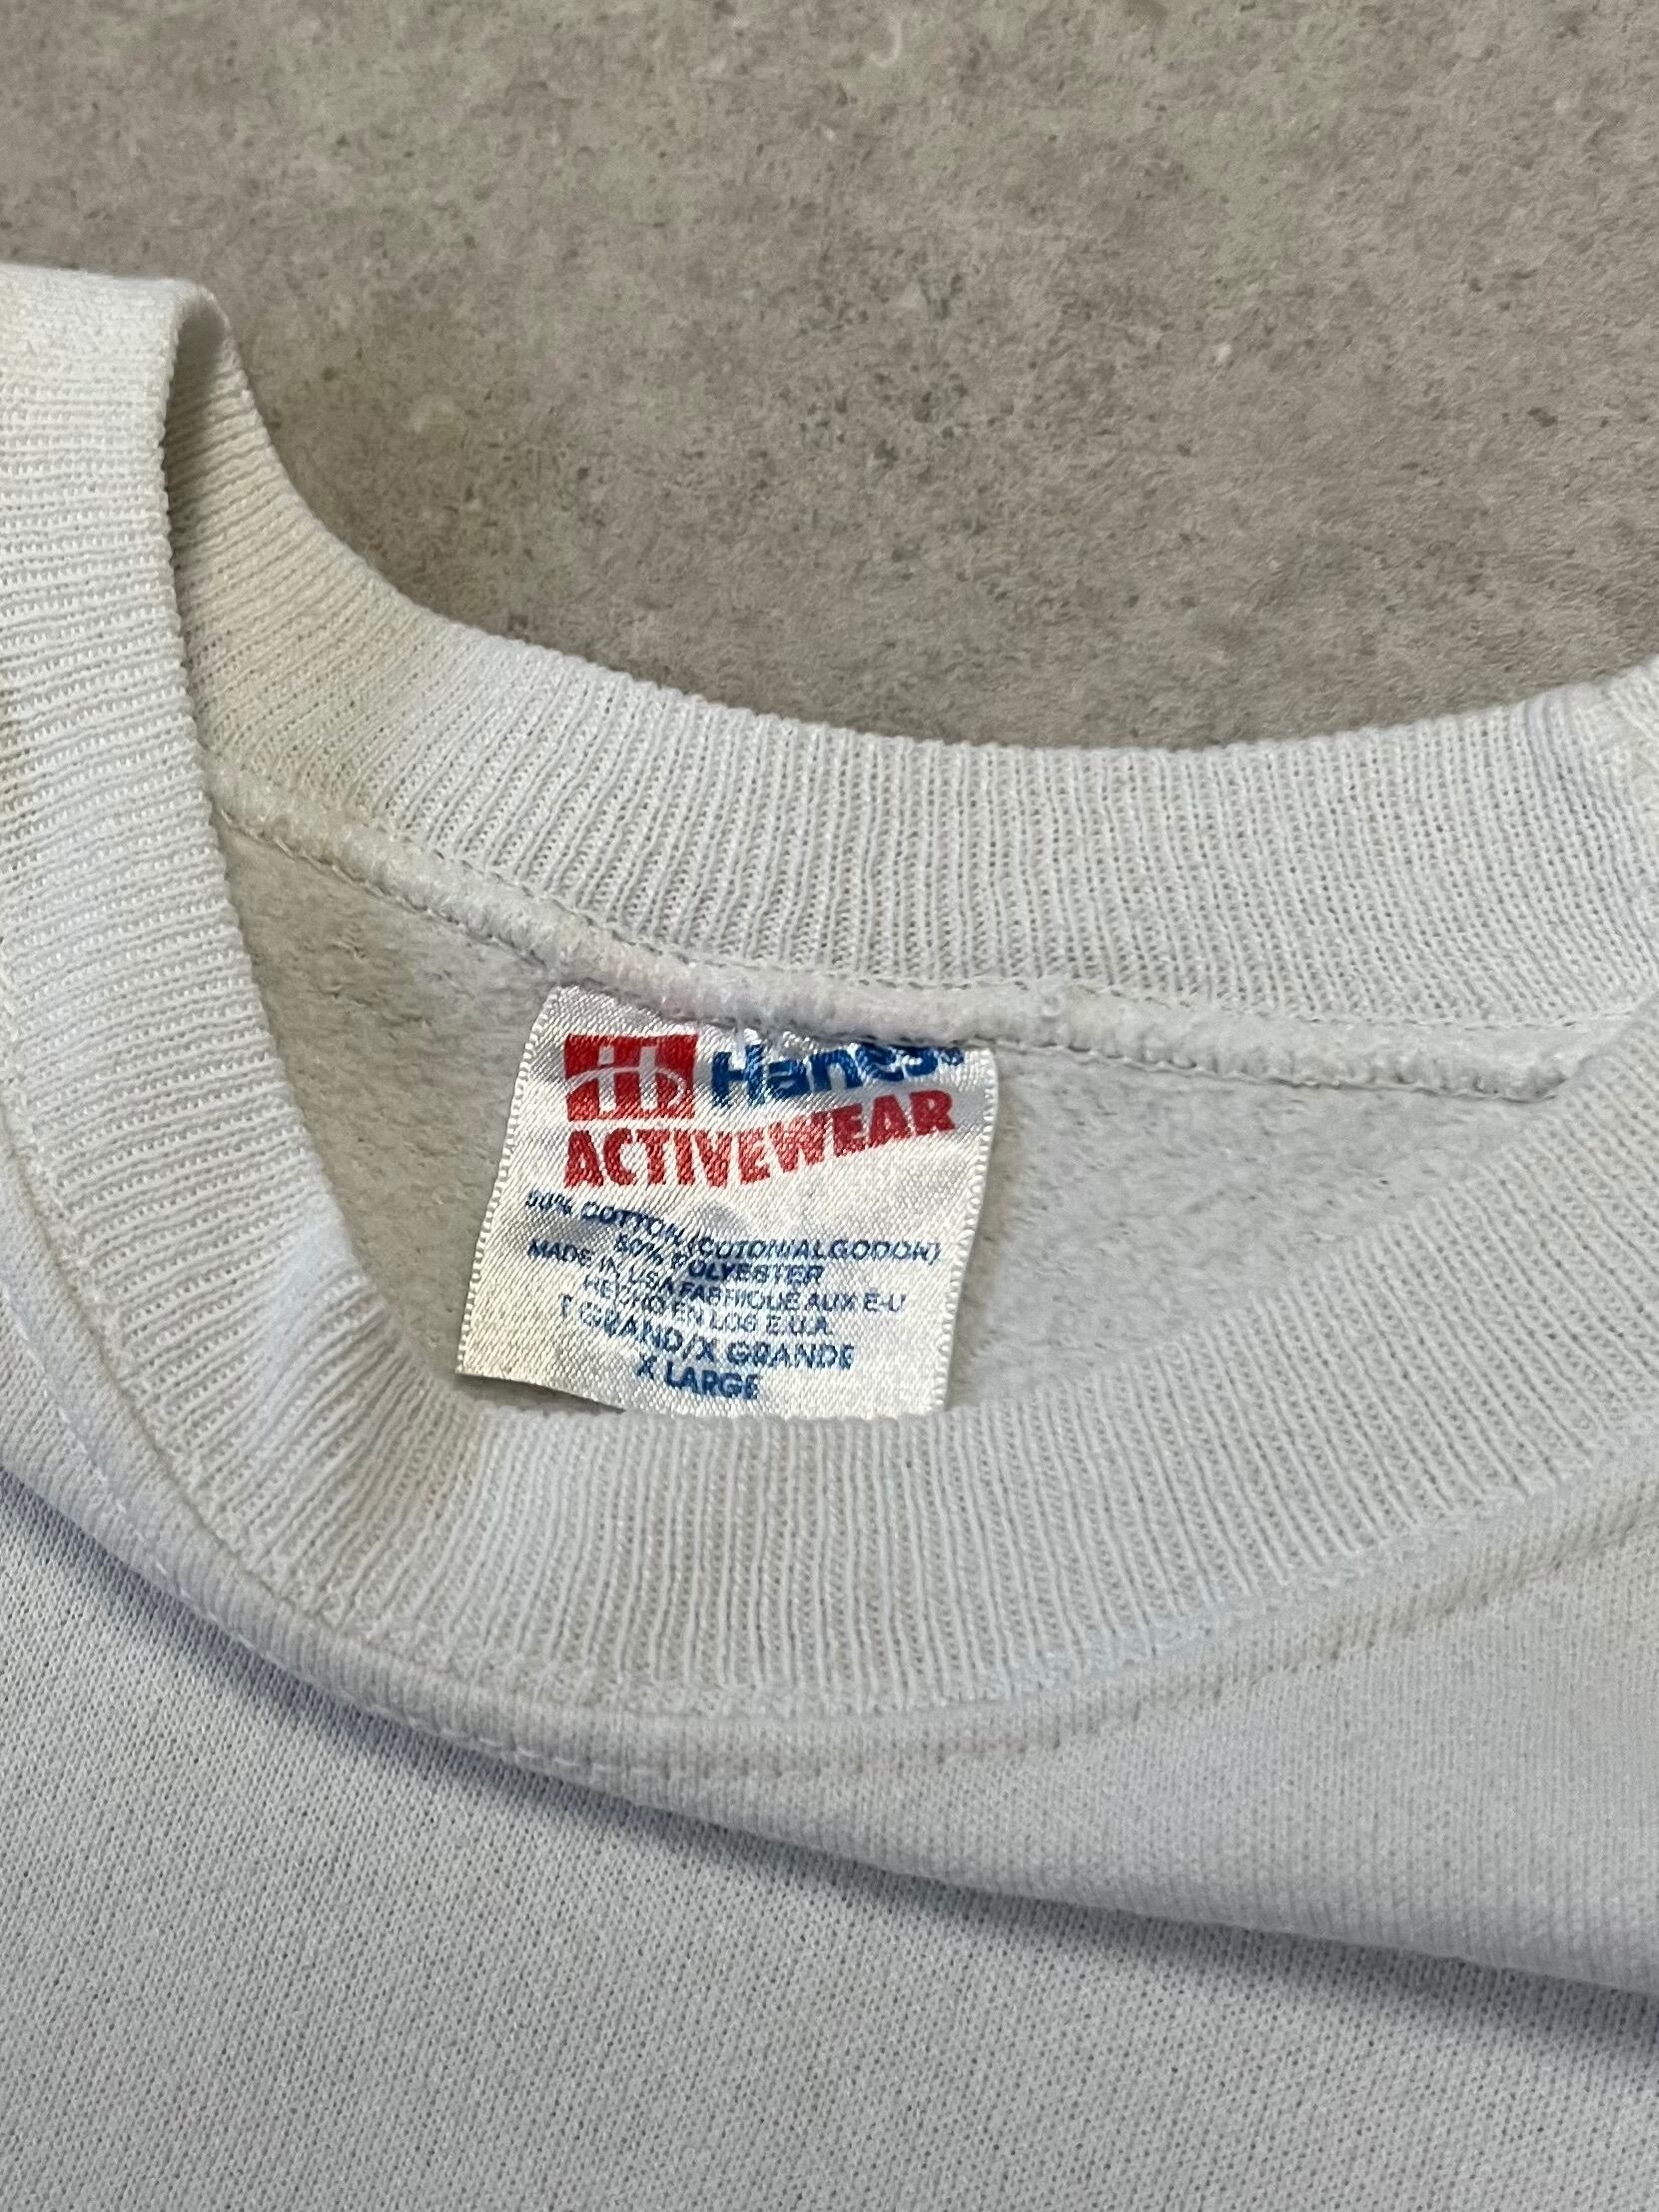 H Hanes
ACTIVEWEAR
50% COTTON (COTON/ALGODON)
50% POLYESTER
MADE IN USA FABRIQUE AUX E-U
HECHO EN LOS E.U.A.
T GRAND/X GRANDE
X LARGE